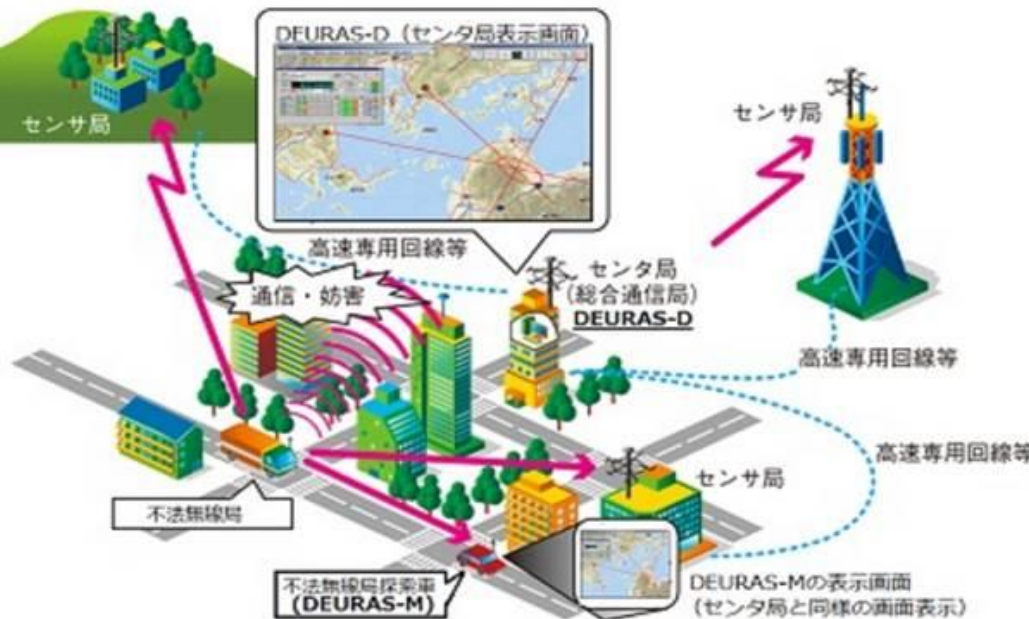 DEURAS-D（センタ局表示画面）
センサ局
センサ局
高速専用回線等
通信・妨害
センタ局
（総合通信局）
DEURAS-D
高速専用回線等
高速専用回線等
センサ局
不法無線局
不法無線局探索車
(DEURAS-M)
DEURAS-Mの表示画面
（センタ局と同様の画面表示）